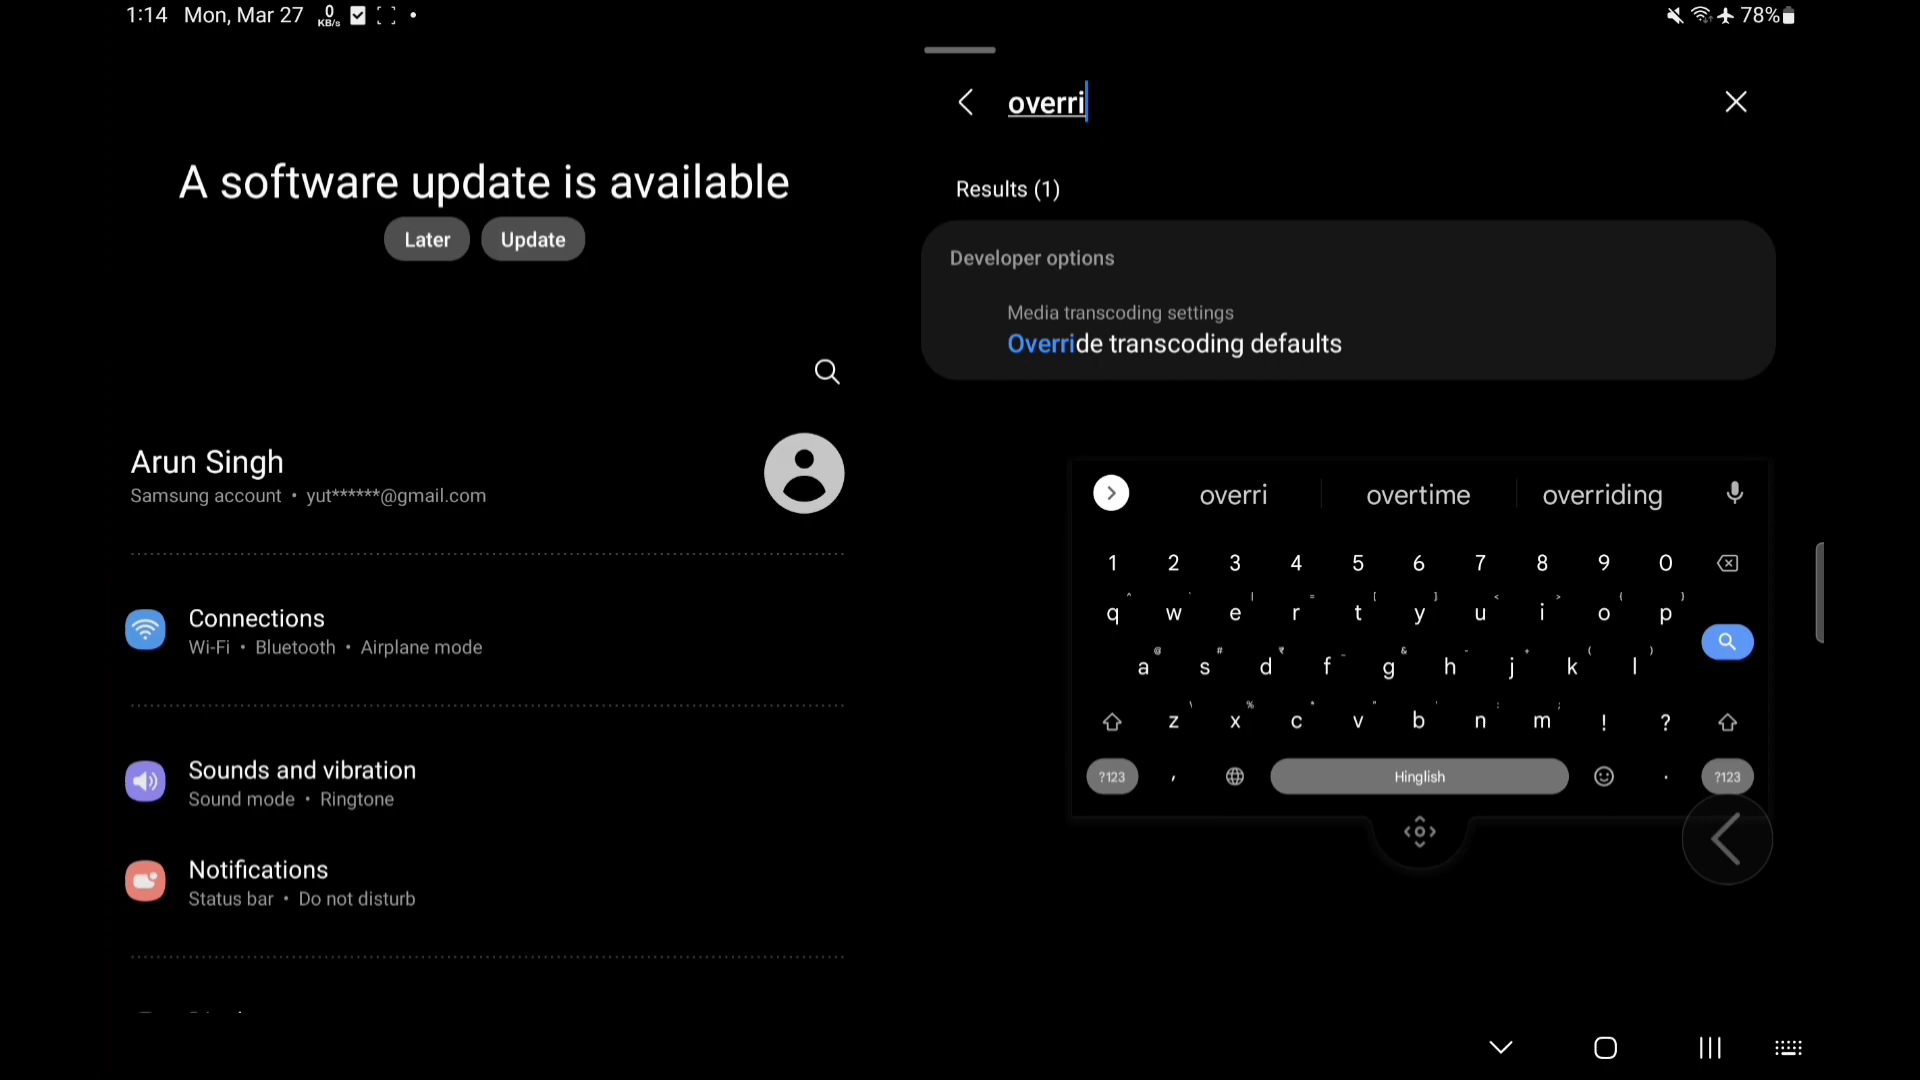 1:14 Mon, Mar 27 0 KB/s 78%
A software update is available
Later Update
Arun Singh
Samsung account • yut******@gmail.com
Connections
Wi-Fi • Bluetooth • Airplane mode
Sounds and vibration
Sound mode • Ringtone
Notifications
Status bar • Do not disturb
overri
Results (1)
Developer options
Media transcoding settings
Override transcoding defaults
overri overtime overriding
1 2 3 4 5 6 7 8 9 0
q w e r t y u i o p
a s d f g h j k l
z x c v b n m ! ?
?123 , Hinglish . ?123